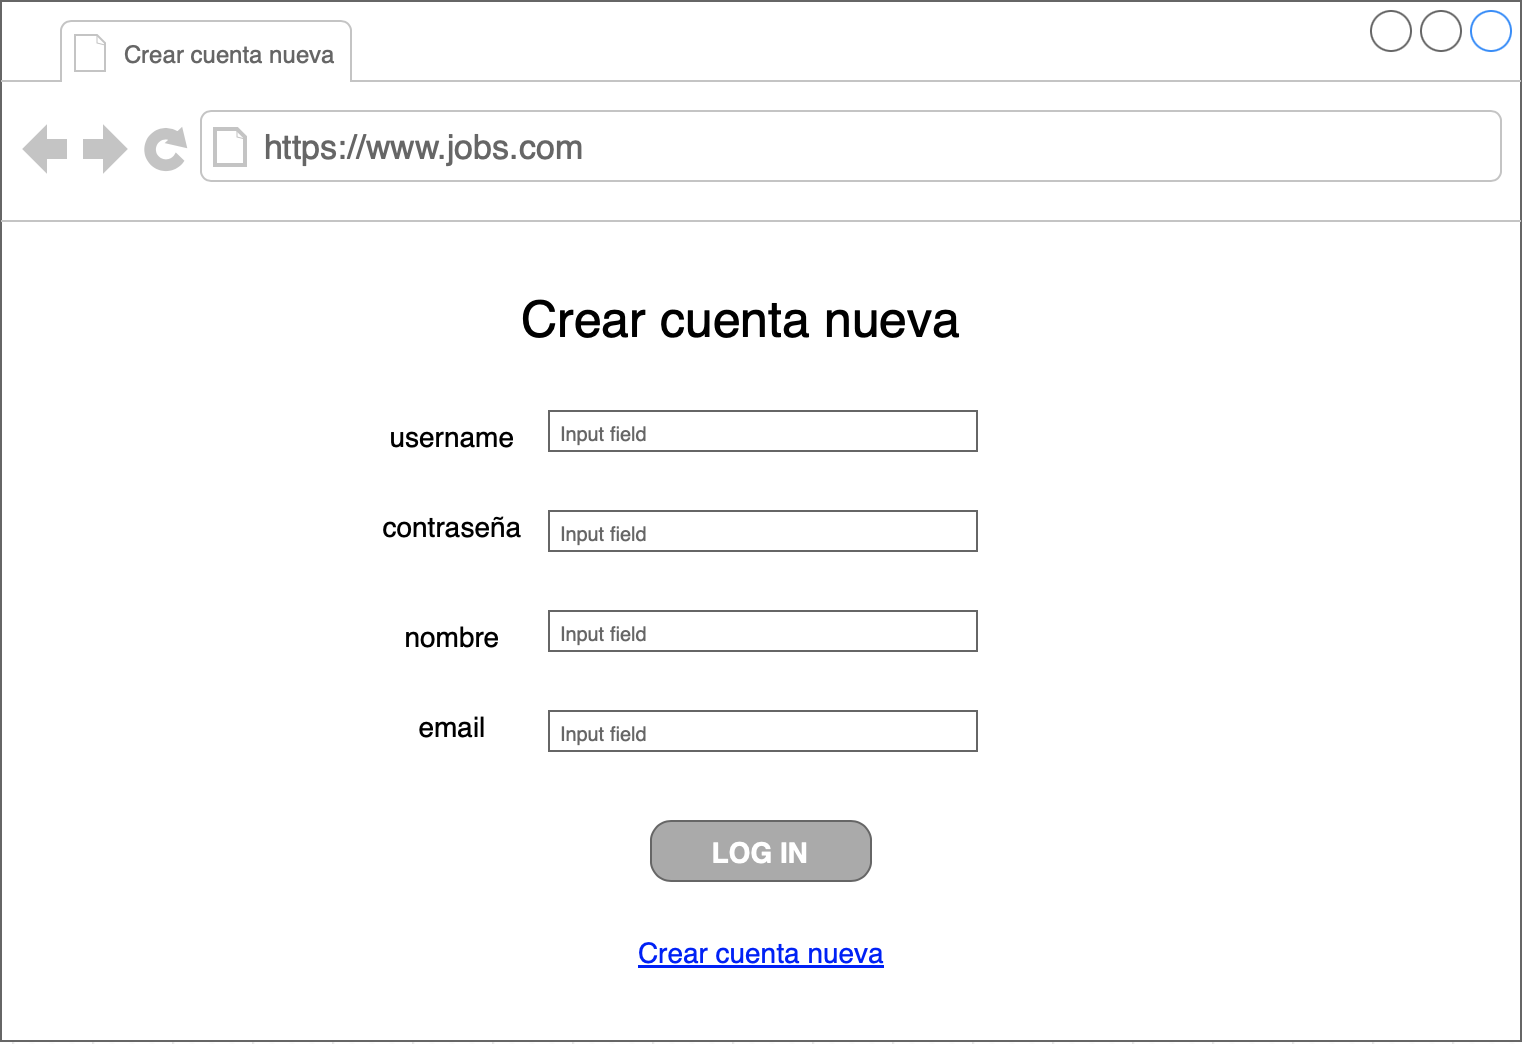 Crear cuenta nueva
https://www.jobs.com
Crear cuenta nueva
username
Input field
contraseña
Input field
nombre
Input field
email
Input field
LOG IN
Crear cuenta nueva